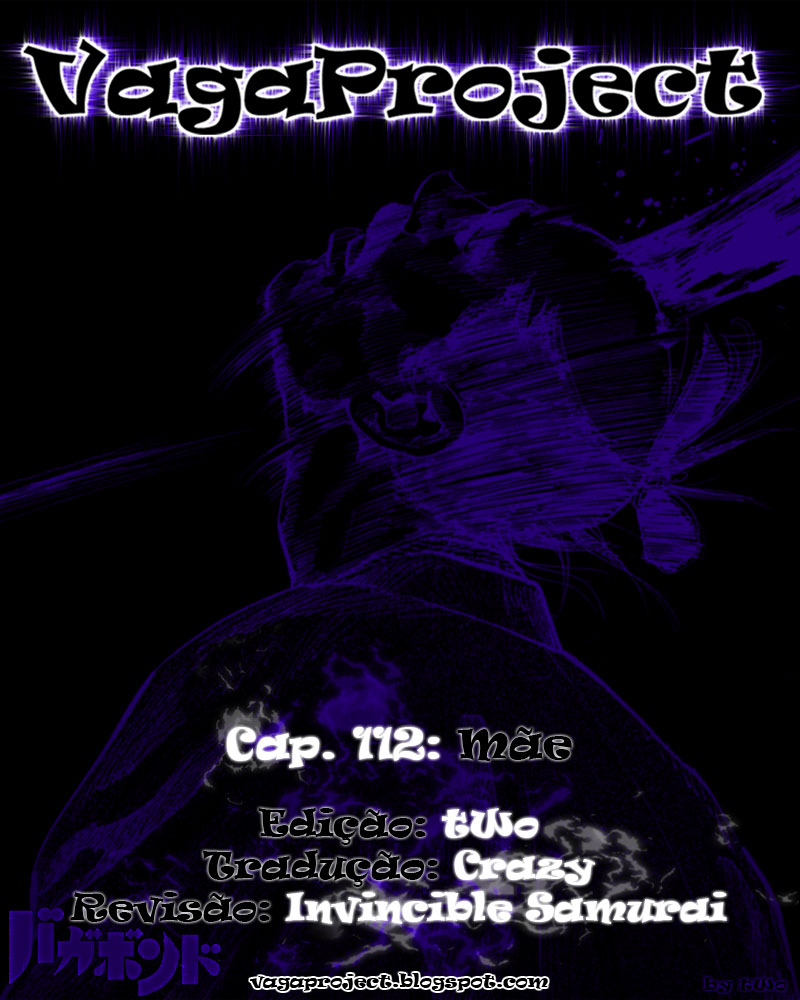 VagaProject
Cap. 112: Mãe
Edição: two
Tradução: Crazy
Revisão: Invincible Samurai
バガボンド
vagaproject.blogspot.com
by two